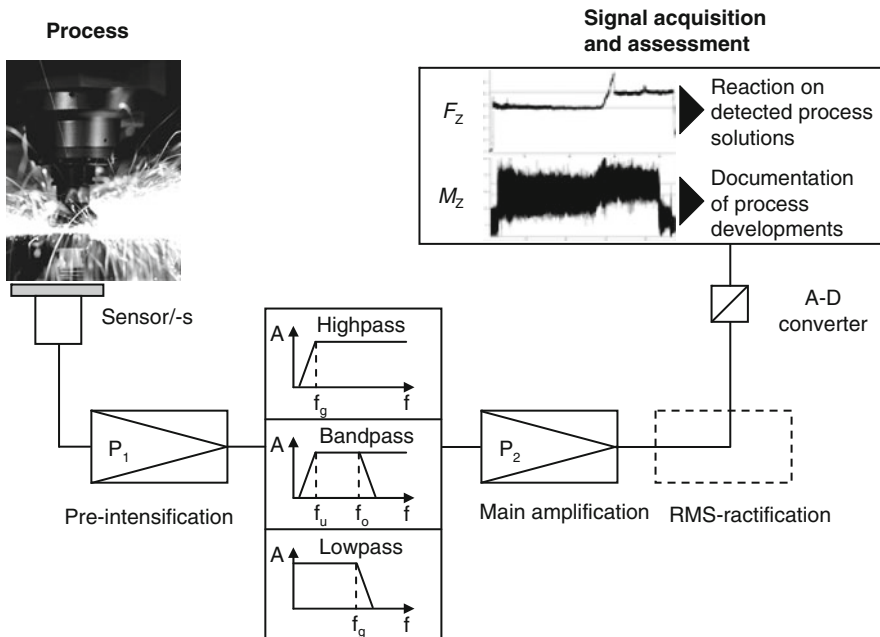 Process
Signal acquisition
and assessment
F_Z
Reaction on
detected process
solutions
M_Z
Documentation
of process
developments
Sensor/-s
A-D
converter
Highpass
A
f_g
f
P_1
Pre-intensification
Bandpass
A
f_u
f_o
f
P_2
Main amplification
RMS-ractification
Lowpass
A
f_g
f